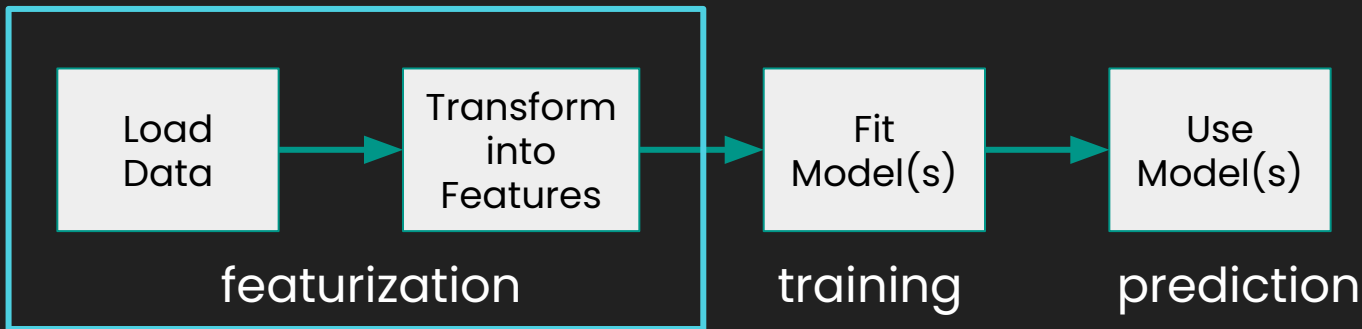 Load
Data
Transform
into
Features
Fit
Model(s)
Use
Model(s)
featurization
training
prediction